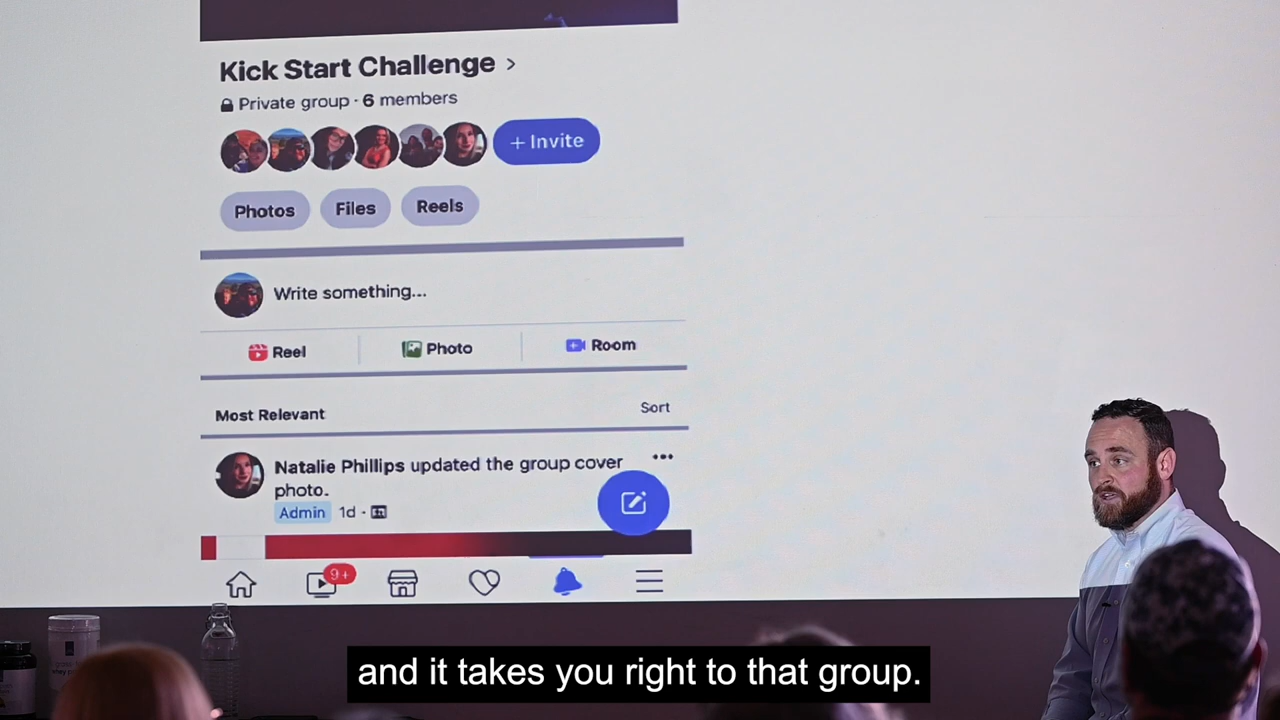 Kick Start Challenge >
Private group · 6 members
+ Invite
Photos Files Reels
Write something...
Reel Photo Room
Most Relevant Sort
Natalie Phillips updated the group cover
photo.
Admin 1d ·
9+
and it takes you right to that group.